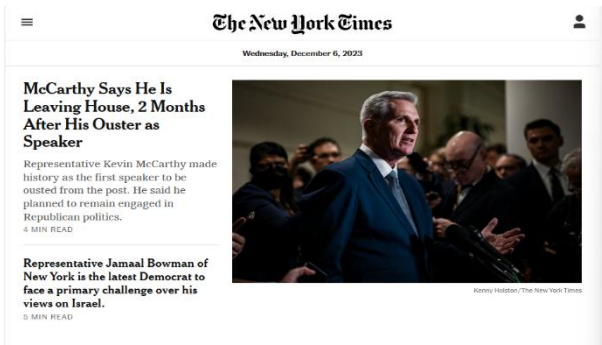 The New York Times
Wednesday, December 6, 2023
McCarthy Says He Is
Leaving House, 2 Months
After His Ouster as
Speaker
Representative Kevin McCarthy made
history as the first speaker to be
ousted from the post. He said he
planned to remain engaged in
Republican politics.
4 MIN READ
Representative Jamaal Bowman of
New York is the latest Democrat to
face a primary challenge over his
views on Israel.
5 MIN READ
Kenny Holston/The New York Times